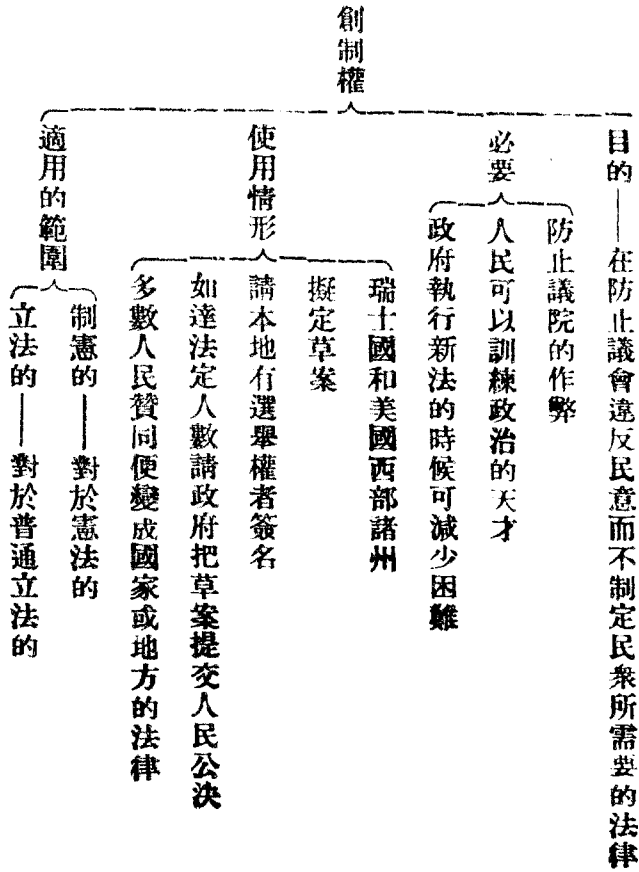 創制權
目的——在防止議會違反民意而不制定民衆所需要的法律
必要
防止議院的作弊
人民可以訓練政治的天才
政府執行新法的時候可減少困難
使用情形
瑞士國和美國西部諸州
擬定草案
請本地有選舉權者簽名
如達法定人數請政府把草案提交人民公決
多數人民贊同便變成國家或地方的法律
適用的範圍
制憲的——對於憲法的
立法的——對於普通立法的